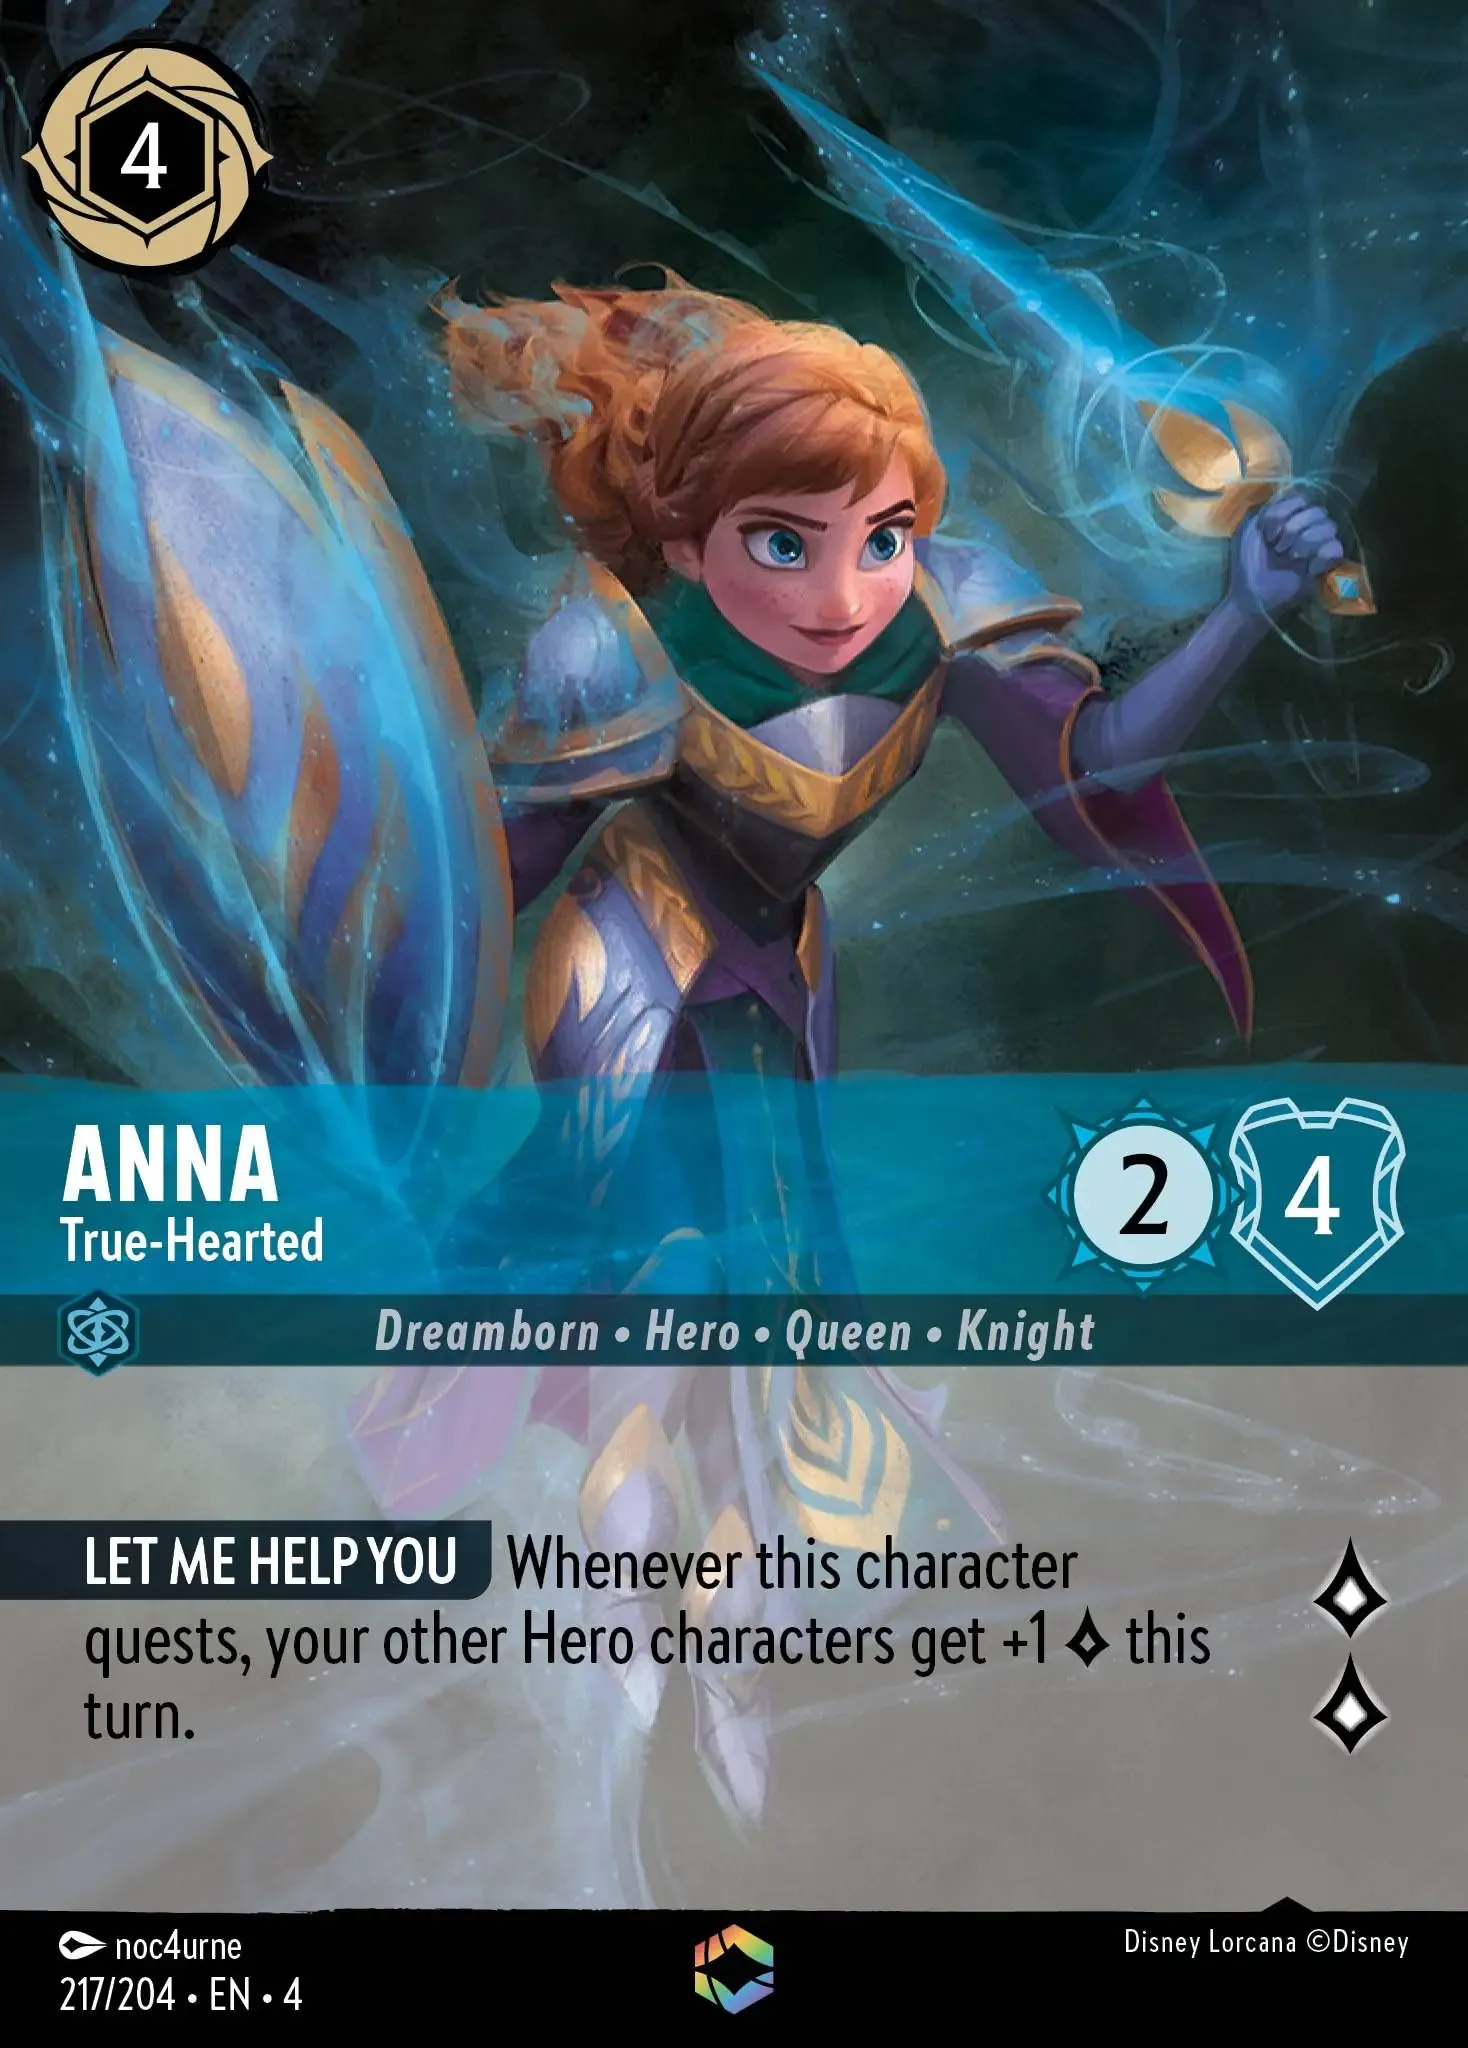 4
ANNA
True-Hearted
2
4
Dreamborn • Hero • Queen • Knight
LET ME HELP YOU Whenever this character
quests, your other Hero characters get +1 this
turn.
noc4urne
Disney Lorcana ©Disney
217/204 • EN • 4